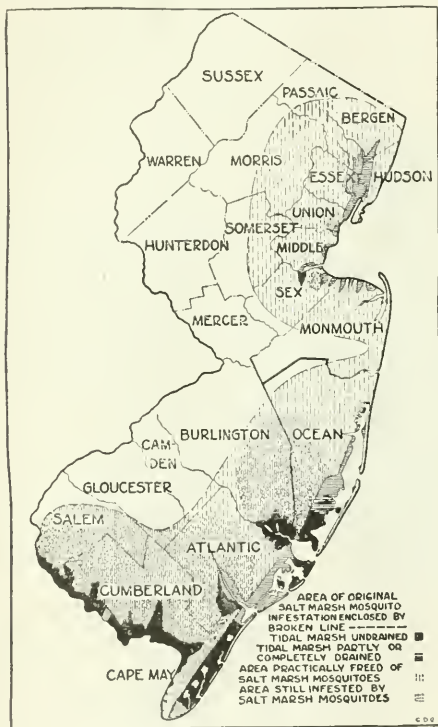 SUSSEX
PASSAIC
BERGEN
WARREN
MORRIS
ESSEX
HUDSON
UNION
SOMERSET
HUNTERDON
MIDDLE
SEX
MERCER
MONMOUTH
BURLINGTON
OCEAN
CAM
DEN
GLOUCESTER
SALEM
ATLANTIC
CUMBERLAND
CAPE MAY
AREA OF ORIGINAL
SALT MARSH MOSQUITO
INFESTATION ENCLOSED BY
BROKEN LINE
TIDAL MARSH UNDRAINED
TIDAL MARSH PARTLY OR
COMPLETELY DRAINED
AREA PRACTICALLY FREED OF
SALT MARSH MOSQUITOES
AREA STILL INFESTED BY
SALT MARSH MOSQUITOES